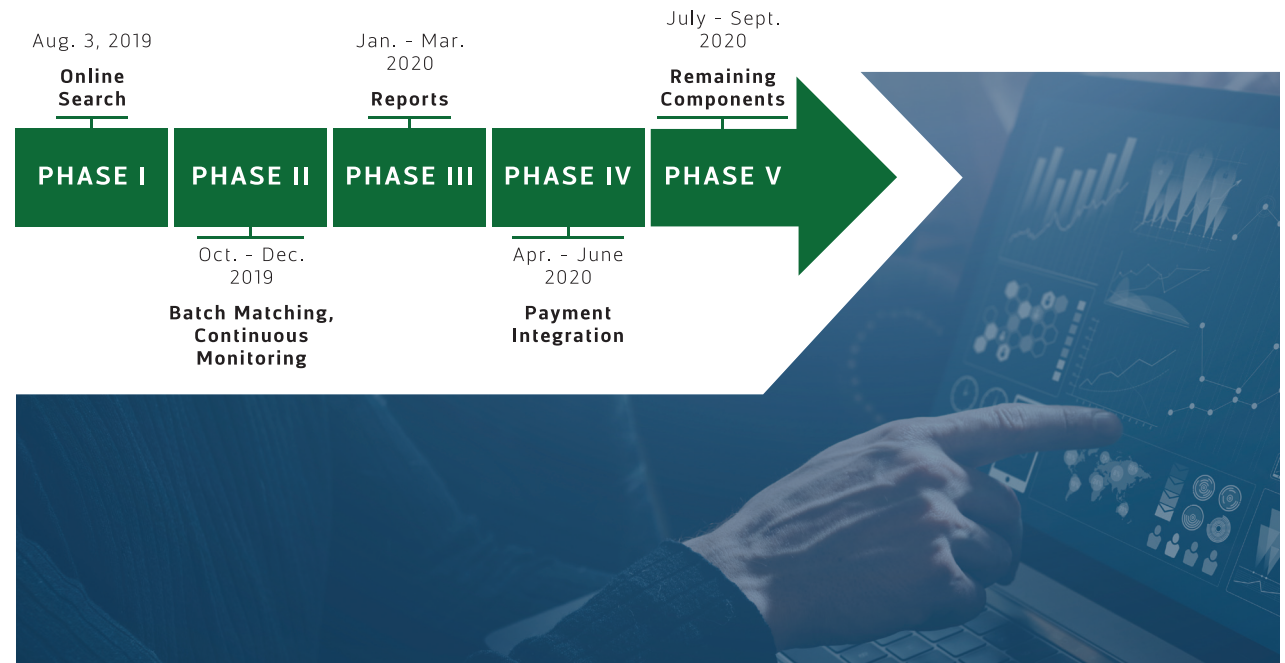 Aug. 3, 2019
Online
Search
PHASE I
PHASE II
Oct. - Dec.
2019
Batch Matching,
Continuous
Monitoring
Jan. - Mar.
2020
Reports
PHASE III
PHASE IV
Apr. - June
2020
Payment
Integration
July - Sept.
2020
Remaining
Components
PHASE V